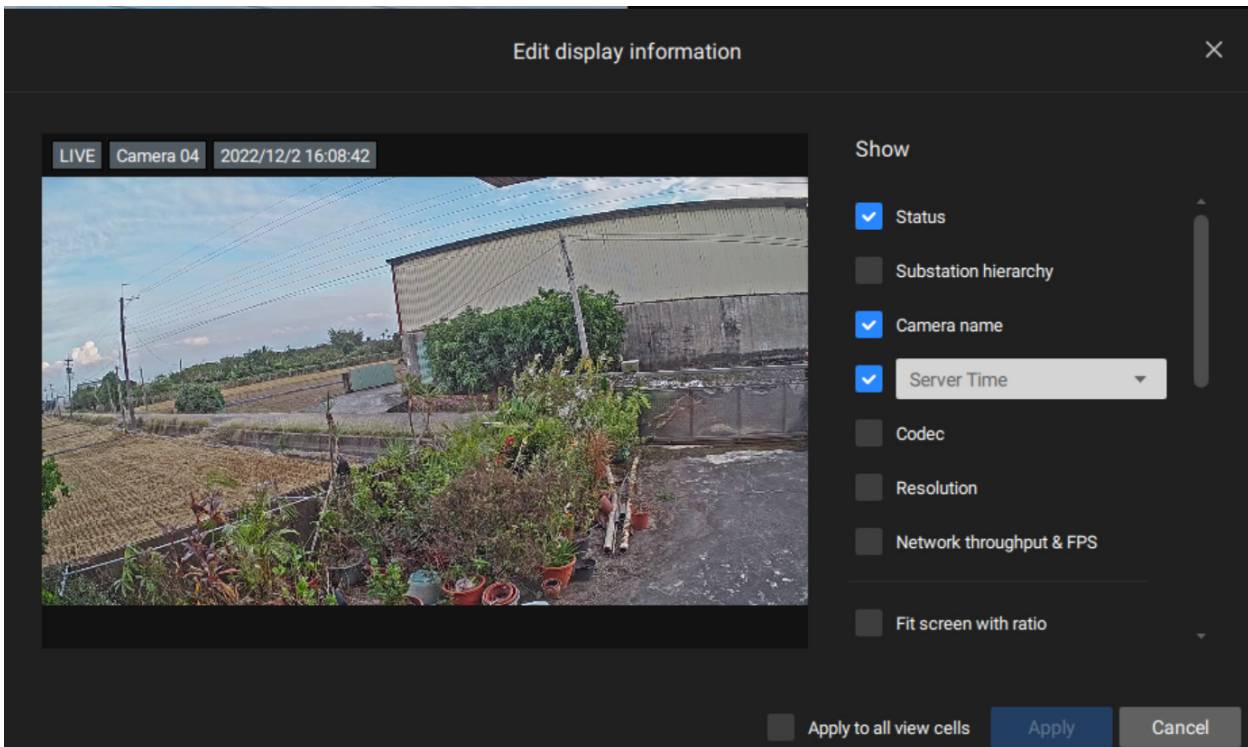 Edit display information
LIVE Camera 04 2022/12/2 16:08:42
Show
Status
Substation hierarchy
Camera name
Server Time
Codec
Resolution
Network throughput & FPS
Fit screen with ratio
Apply to all view cells Apply Cancel